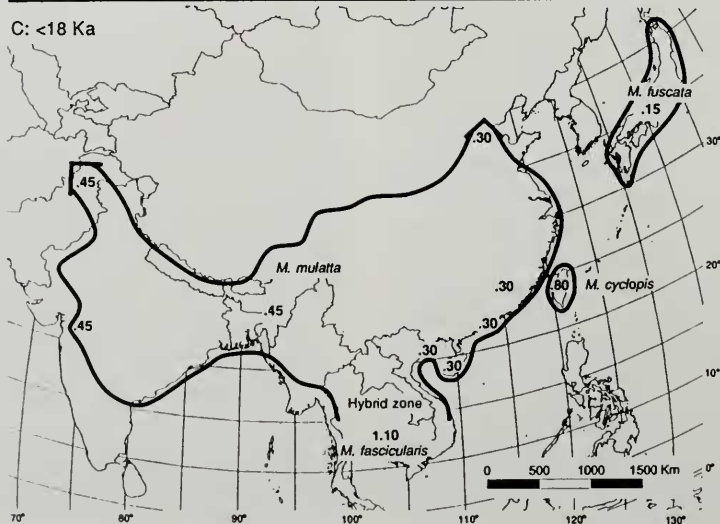 C: <18 Ka
M. fuscata
.15
.30
30°
.45
M. mulatta
20°
.30
.80
M. cyclopis
.45
.45
.30
.30
.30
10°
Hybrid zone
1.10
M. fascicularis
0°
0 500 1000 1500 Km
70° 80° 90° 100° 110° 120° 130°